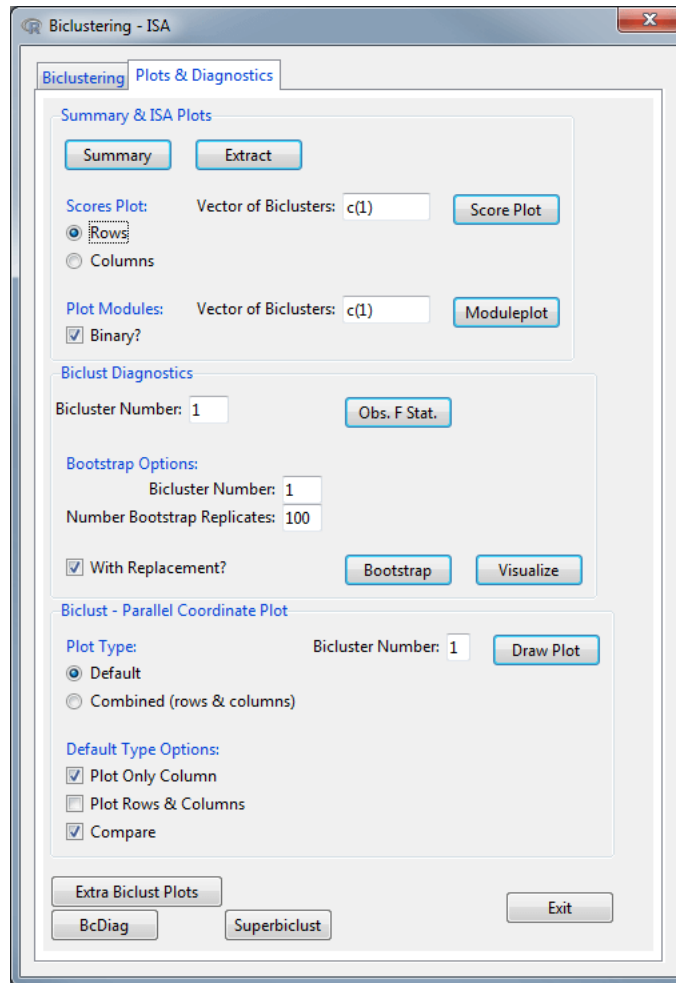 Biclustering - ISA
Biclustering Plots & Diagnostics
Summary & ISA Plots
Summary Extract
Scores Plot: Vector of Biclusters: c(1) Score Plot
Rows
Columns
Plot Modules: Vector of Biclusters: c(1) Moduleplot
Binary?
Biclust Diagnostics
Bicluster Number: 1 Obs. F Stat.
Bootstrap Options:
Bicluster Number: 1
Number Bootstrap Replicates: 100
With Replacement? Bootstrap Visualize
Biclust - Parallel Coordinate Plot
Plot Type: Bicluster Number: 1 Draw Plot
Default
Combined (rows & columns)
Default Type Options:
Plot Only Column
Plot Rows & Columns
Compare
Extra Biclust Plots
Exit
BcDiag Superbiclust